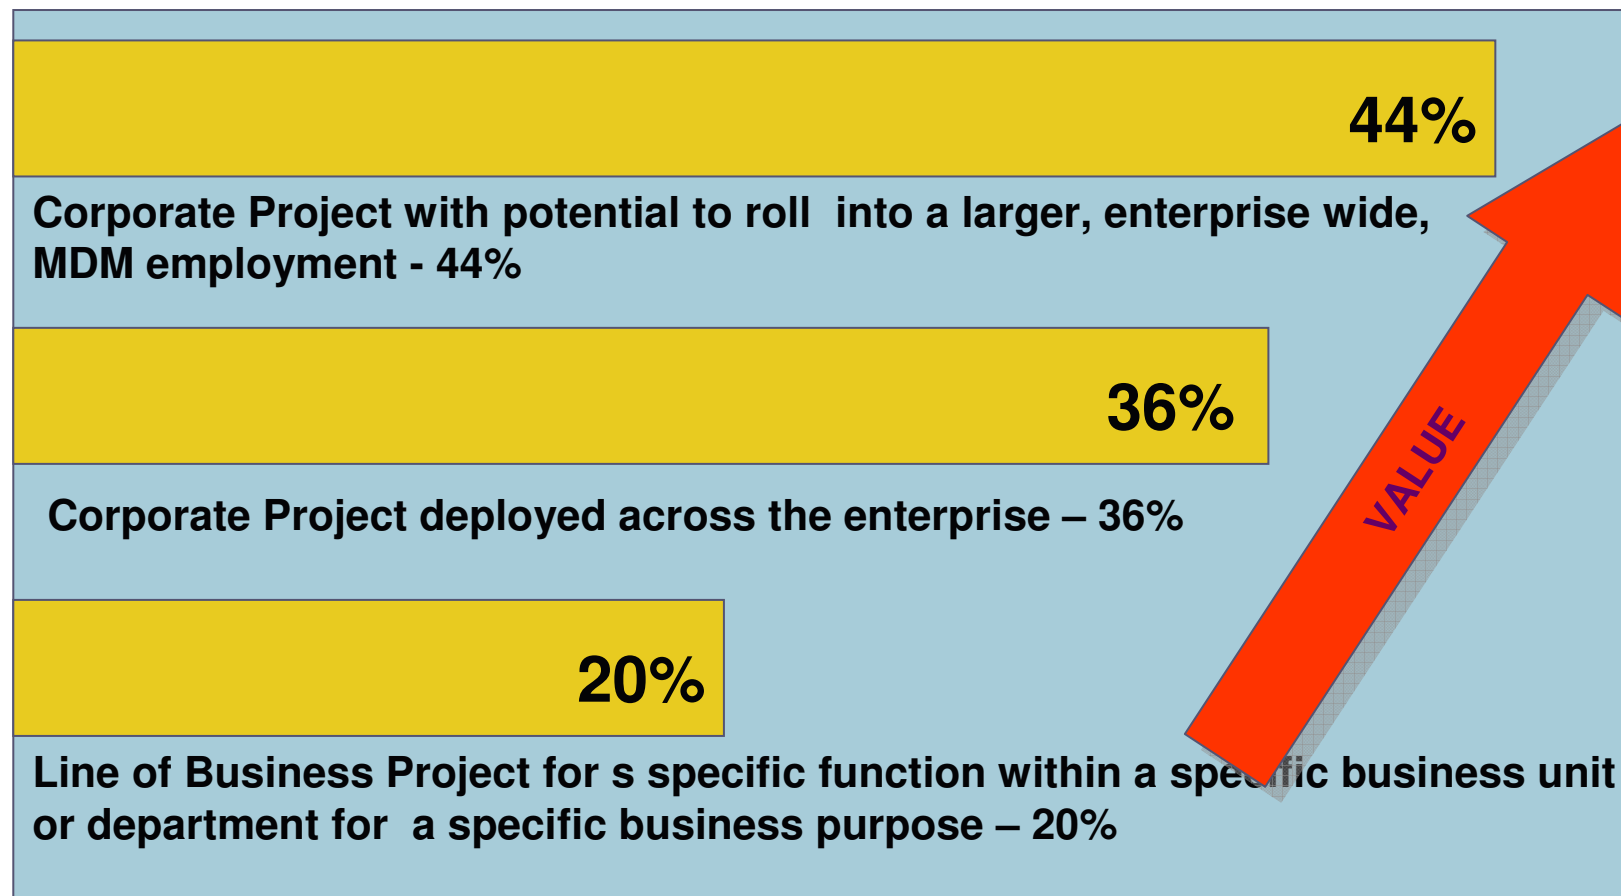 44%
Corporate Project with potential to roll  into a larger, enterprise wide,
MDM employment - 44%
36%
Corporate Project deployed across the enterprise – 36%
VALUE
20%
Line of Business Project for s specific function within a specific business unit
or department for  a specific business purpose – 20%